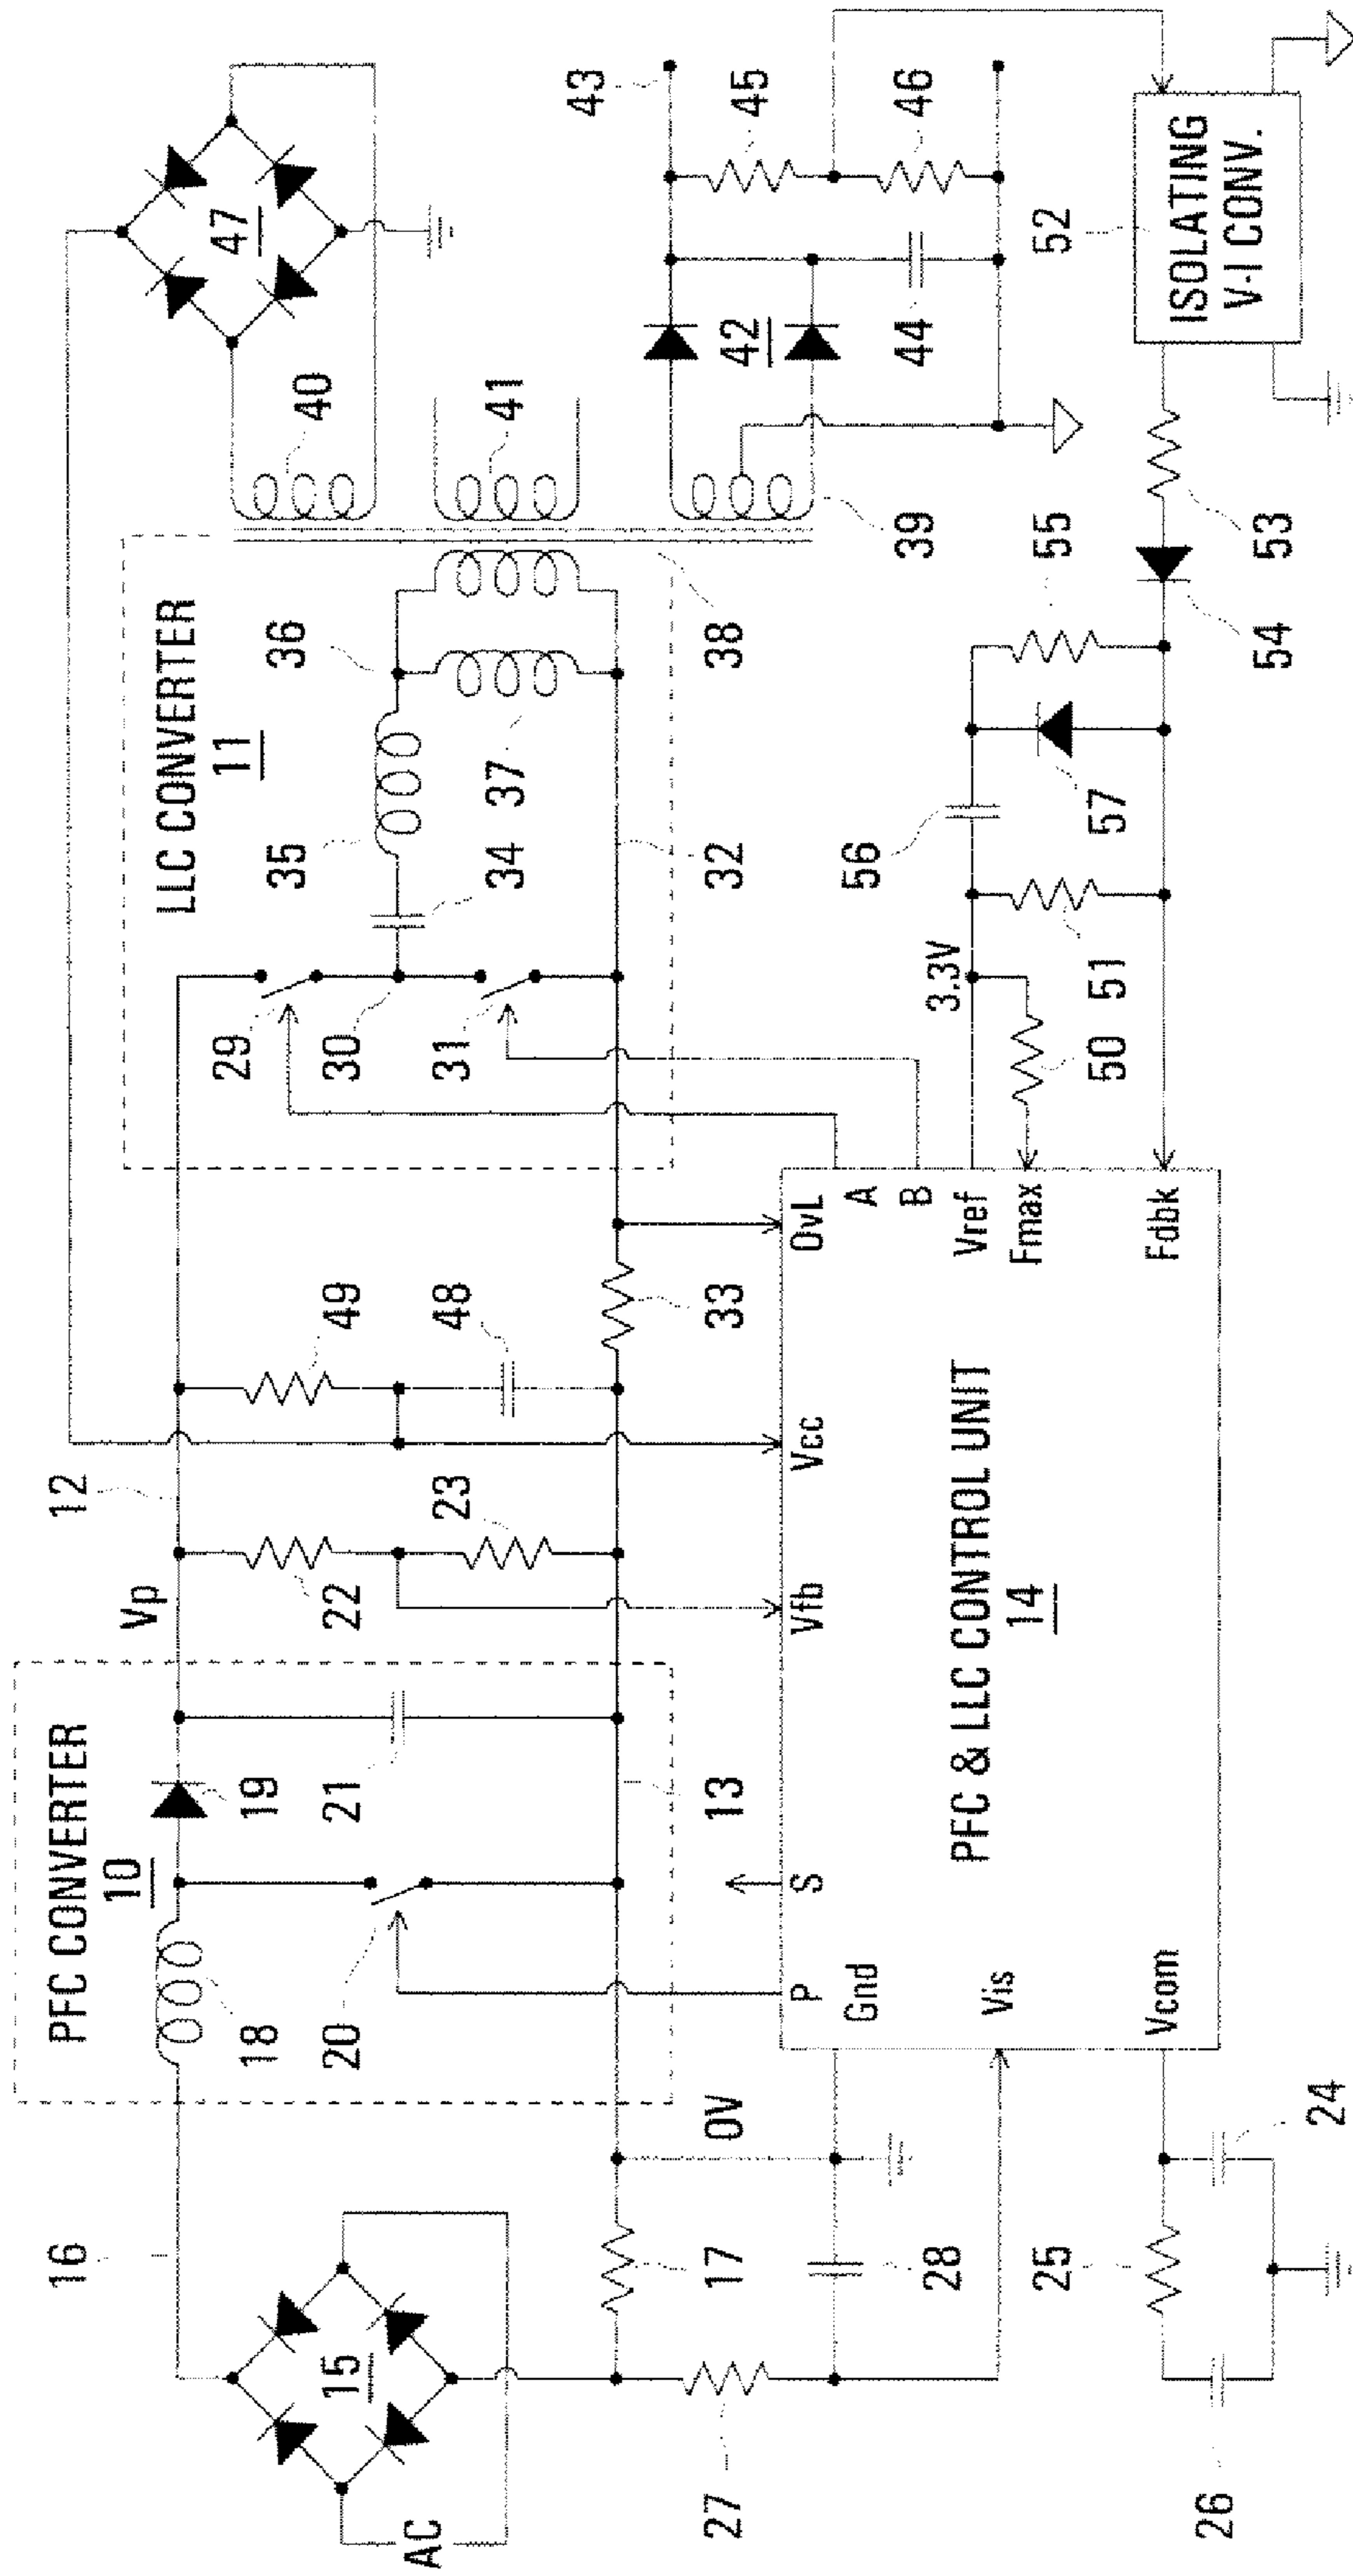 PFC CONVERTER
10
LLC CONVERTER
11
16
12
Vp
18
19
20
21
13
22
23
49
48
29
30
31
35
34
36
37
32
38
40
41
39
47
43
42
44
45
46
15
AC
17
0V
27
28
33
P
S
Vfb
Vcc
OvL
A
B
Vref
Fmax
Fdbk
Gnd
Vis
Vcom
PFC & LLC CONTROL UNIT
14
3.3V
50
51
56
57
55
54
53
52
ISOLATING
V-I CONV.
25
24
26